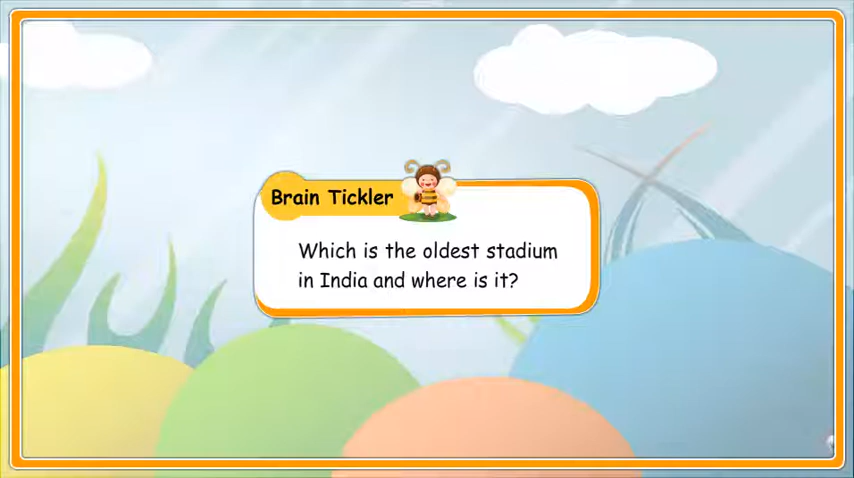 Brain Tickler
Which is the oldest stadium
in India and where is it?